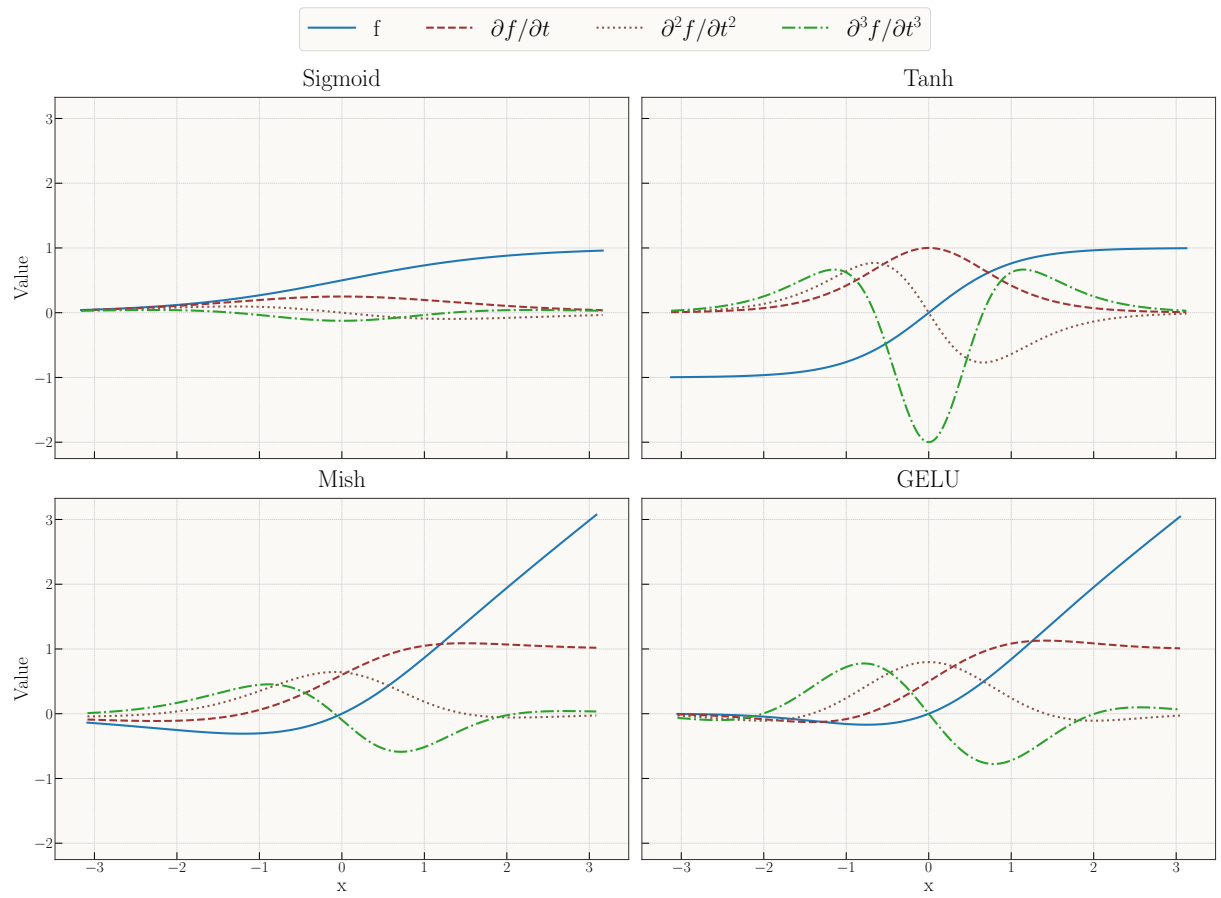 f ∂f/∂t ∂²f/∂t² ∂³f/∂t³
Sigmoid
Tanh
3
2
1
0
−1
−2
Value
Mish
GELU
3
2
1
0
−1
−2
Value
−3 −2 −1 0 1 2 3
x
−3 −2 −1 0 1 2 3
x